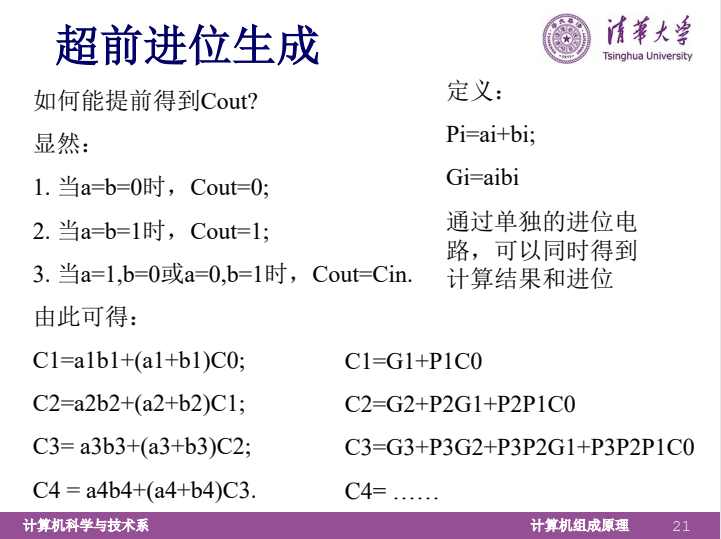 超前进位生成
清华大学
Tsinghua University
如何能提前得到Cout?
显然：
1. 当a=b=0时，Cout=0;
2. 当a=b=1时，Cout=1;
3. 当a=1,b=0或a=0,b=1时，Cout=Cin.
由此可得：
C1=a1b1+(a1+b1)C0;
C2=a2b2+(a2+b2)C1;
C3= a3b3+(a3+b3)C2;
C4 = a4b4+(a4+b4)C3.
定义：
Pi=ai+bi;
Gi=aibi
通过单独的进位电
路，可以同时得到
计算结果和进位
C1=G1+P1C0
C2=G2+P2G1+P2P1C0
C3=G3+P3G2+P3P2G1+P3P2P1C0
C4= ……
计算机科学与技术系
计算机组成原理
21